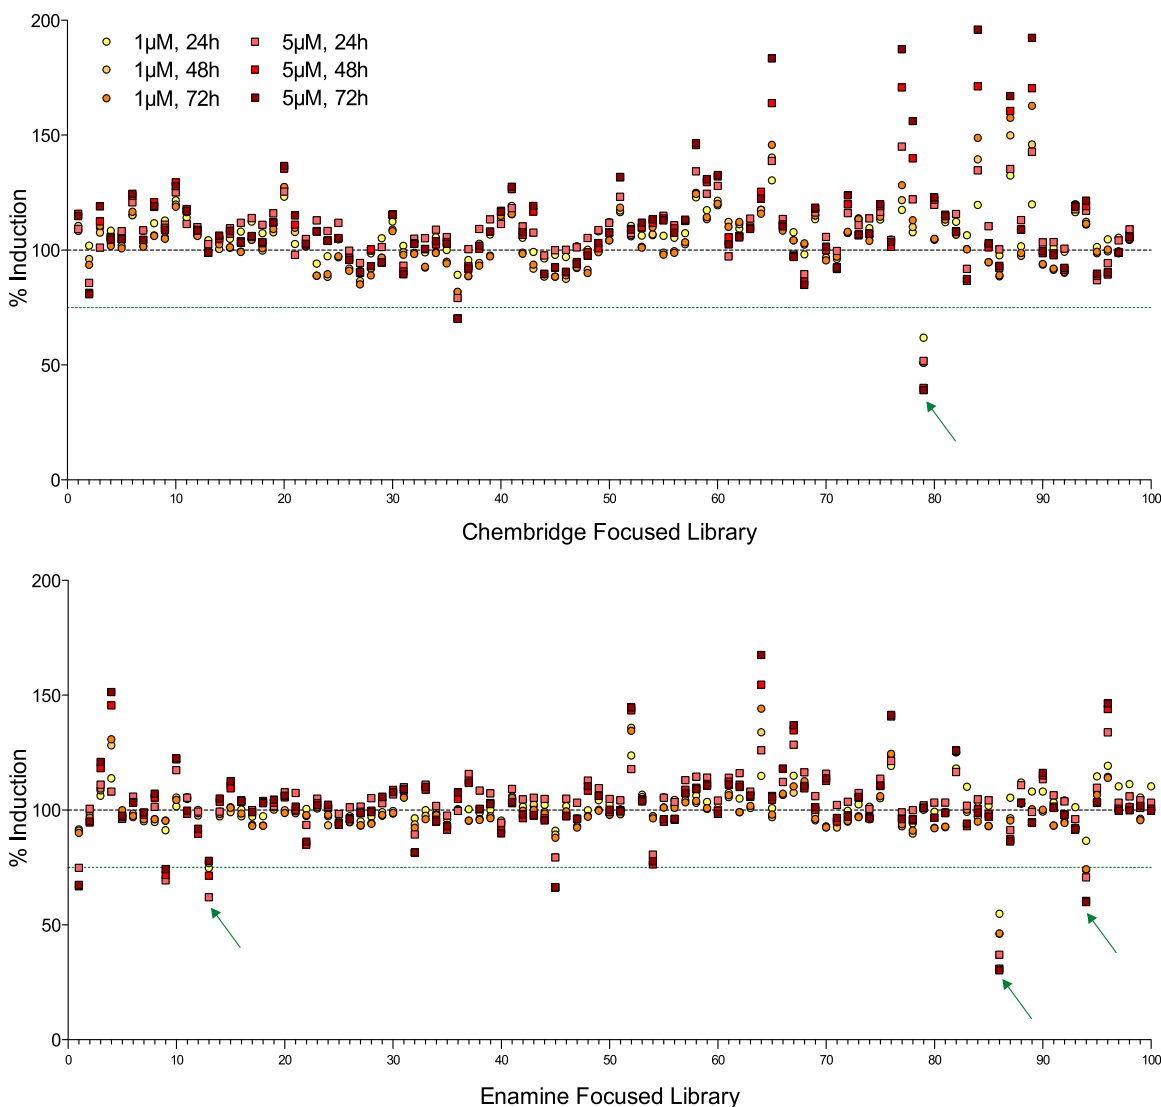 200
1µM, 24h 5µM, 24h
1µM, 48h 5µM, 48h
1µM, 72h 5µM, 72h
150
% Induction
100
50
0
0 10 20 30 40 50 60 70 80 90 100
Chembridge Focused Library
200
150
% Induction
100
50
0
0 10 20 30 40 50 60 70 80 90 100
Enamine Focused Library